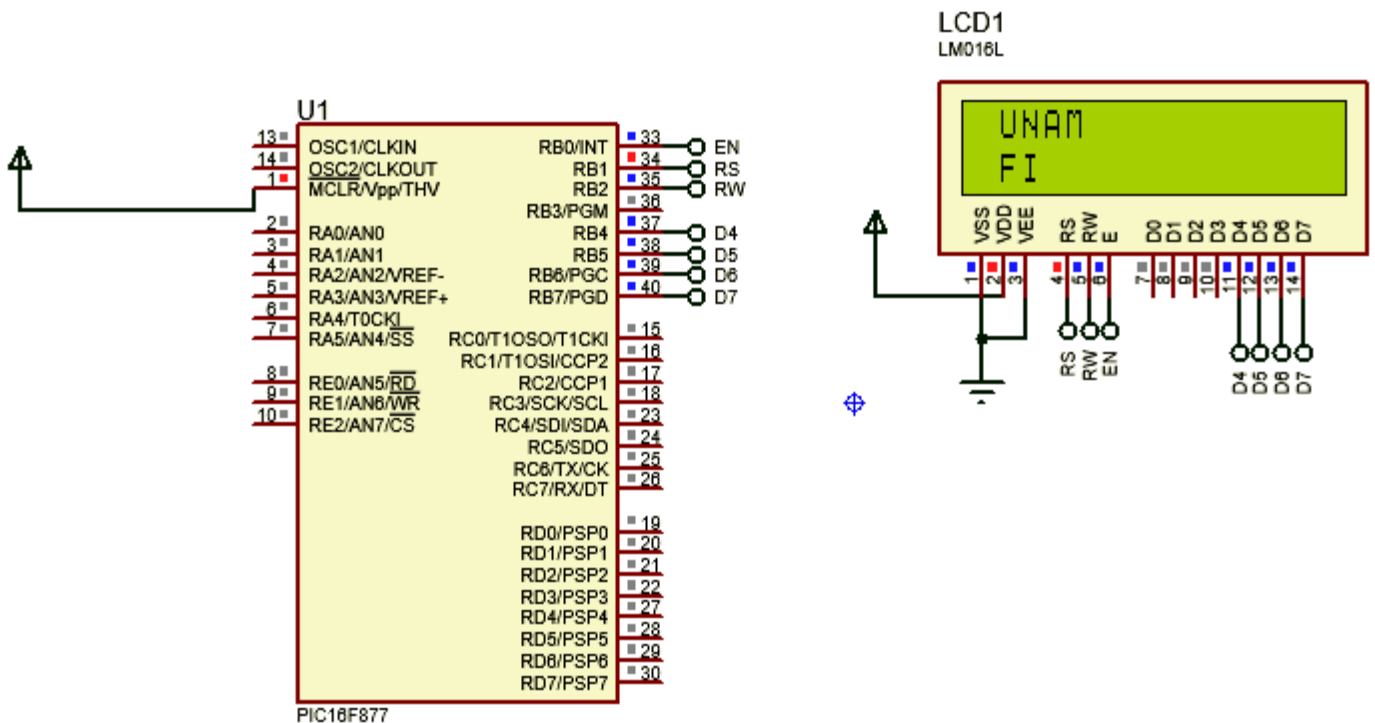 U1
13
OSC1/CLKIN
14
OSC2/CLKOUT
1
MCLR/Vpp/THV
2
RA0/AN0
3
RA1/AN1
4
RA2/AN2/VREF-
5
RA3/AN3/VREF+
6
RA4/T0CKI
7
RA5/AN4/SS
8
RE0/AN5/RD
9
RE1/AN6/WR
10
RE2/AN7/CS
RB0/INT
33
EN
RB1
34
RS
RB2
35
RW
RB3/PGM
36
RB4
37
D4
RB5
38
D5
RB6/PGC
39
D6
RB7/PGD
40
D7
RC0/T1OSO/T1CKI
15
RC1/T1OSI/CCP2
16
RC2/CCP1
17
RC3/SCK/SCL
18
RC4/SDI/SDA
23
RC5/SDO
24
RC6/TX/CK
25
RC7/RX/DT
26
RD0/PSP0
19
RD1/PSP1
20
RD2/PSP2
21
RD3/PSP3
22
RD4/PSP4
27
RD5/PSP5
28
RD6/PSP6
29
RD7/PSP7
30
PIC16F877
LCD1
LM016L
UNAM
FI
VSS
VDD
VEE
RS
RW
E
D0
D1
D2
D3
D4
D5
D6
D7
1
2
3
4
5
6
7
8
9
10
11
12
13
14
RS
RW
EN
D4
D5
D6
D7